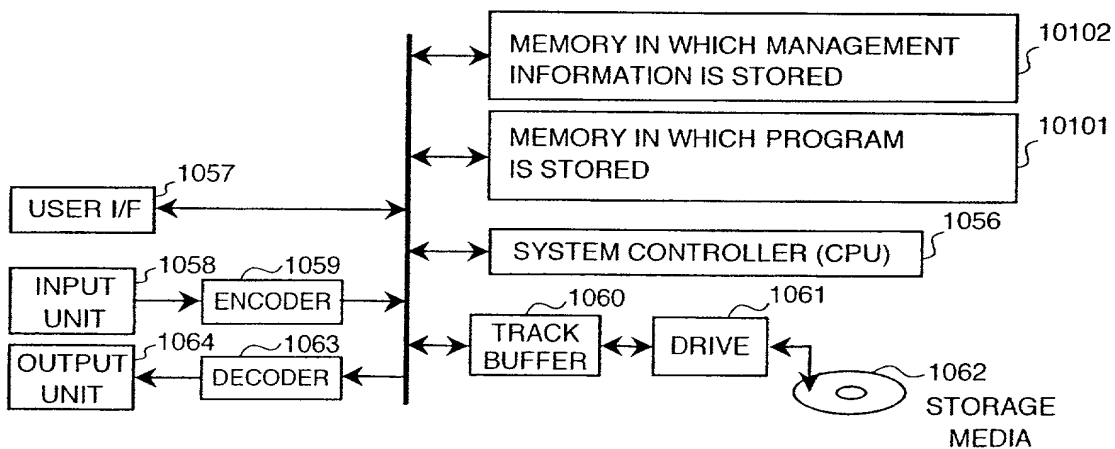 10102
MEMORY IN WHICH MANAGEMENT
INFORMATION IS STORED
10101
MEMORY IN WHICH PROGRAM
IS STORED
1057
USER I/F
1056
SYSTEM CONTROLLER (CPU)
1058
INPUT
UNIT
1059
ENCODER
1060
TRACK
BUFFER
1061
DRIVE
1064
OUTPUT
UNIT
1063
DECODER
1062
STORAGE
MEDIA